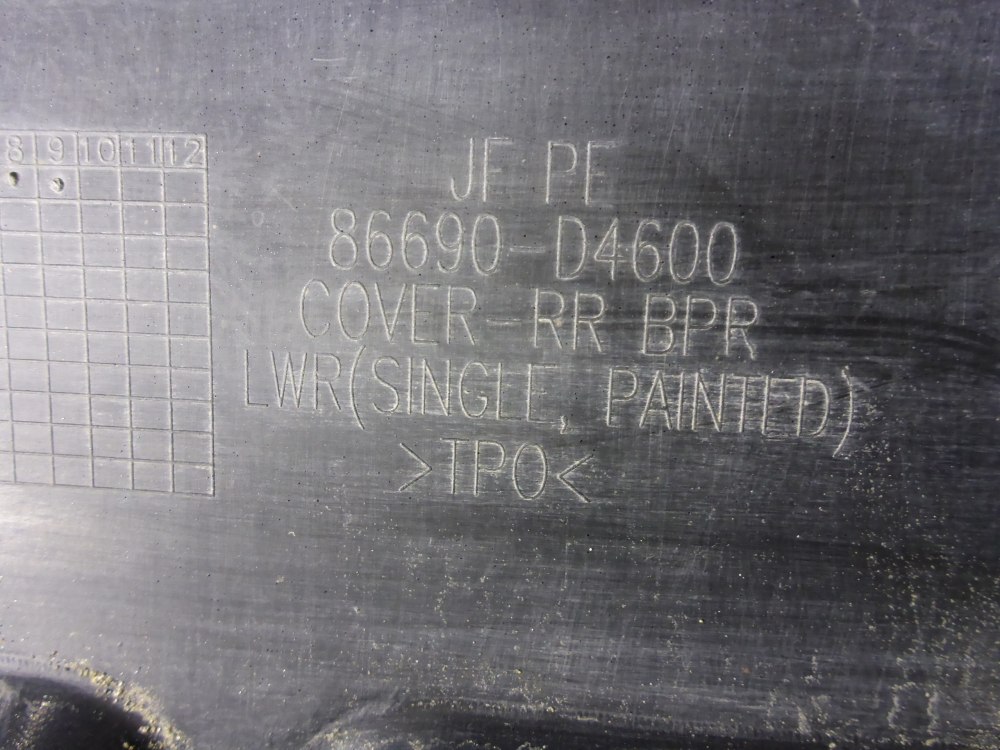 8 9 10 11 12
JF PE
86690-D4600
COVER-RR BPR
LWR(SINGLE, PAINTED)
>TPO<